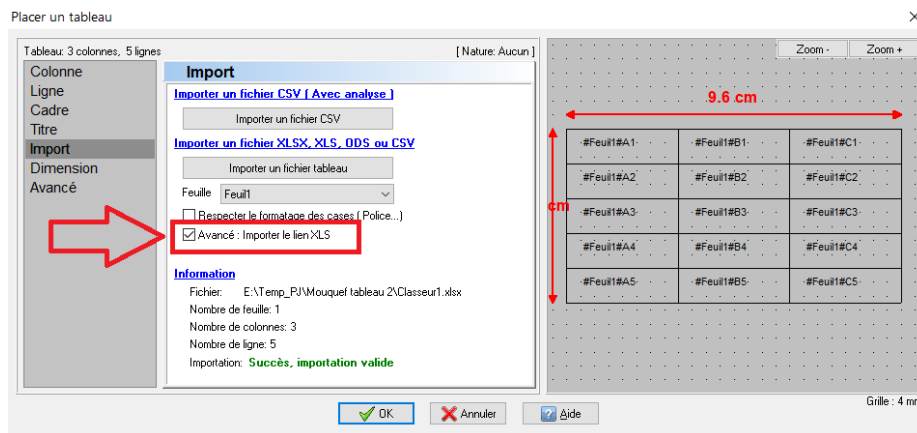 Placer un tableau
Tableau: 3 colonnes, 5 lignes [ Nature: Aucun ]
Colonne
Ligne
Cadre
Titre
Import
Dimension
Avancé
Import
Importer un fichier CSV ( Avec analyse )
Importer un fichier CSV
Importer un fichier XLSX, XLS, ODS ou CSV
Importer un fichier tableau
Feuille Feuil1
Respecter le formatage des cases ( Police...)
Avancé : Importer le lien XLS
Information
Fichier: E:\Temp_PJ\Mouquef tableau 2\Classeur1.xlsx
Nombre de feuille: 1
Nombre de colonnes: 3
Nombre de ligne: 5
Importation: Succès, importation valide
Zoom - Zoom +
9.6 cm
cm
#Feuil1#A1 #Feuil1#B1 #Feuil1#C1
#Feuil1#A2 #Feuil1#B2 #Feuil1#C2
#Feuil1#A3 #Feuil1#B3 #Feuil1#C3
#Feuil1#A4 #Feuil1#B4 #Feuil1#C4
#Feuil1#A5 #Feuil1#B5 #Feuil1#C5
Grille : 4 mm
OK Annuler Aide